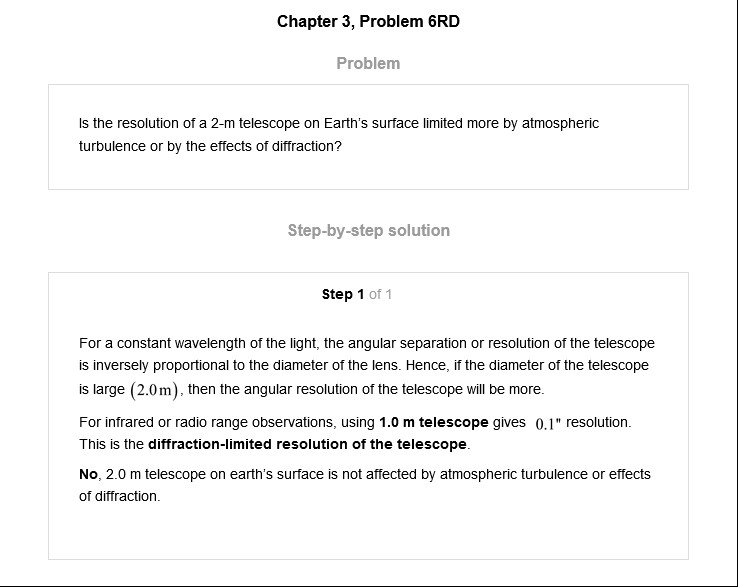 Chapter 3, Problem 6RD
Problem
Is the resolution of a 2-m telescope on Earth's surface limited more by atmospheric
turbulence or by the effects of diffraction?
Step-by-step solution
Step 1 of 1
For a constant wavelength of the light, the angular separation or resolution of the telescope
is inversely proportional to the diameter of the lens. Hence, if the diameter of the telescope
is large (2.0 m), then the angular resolution of the telescope will be more.
For infrared or radio range observations, using 1.0 m telescope gives 0.1" resolution.
This is the diffraction-limited resolution of the telescope.
No, 2.0 m telescope on earth's surface is not affected by atmospheric turbulence or effects
of diffraction.